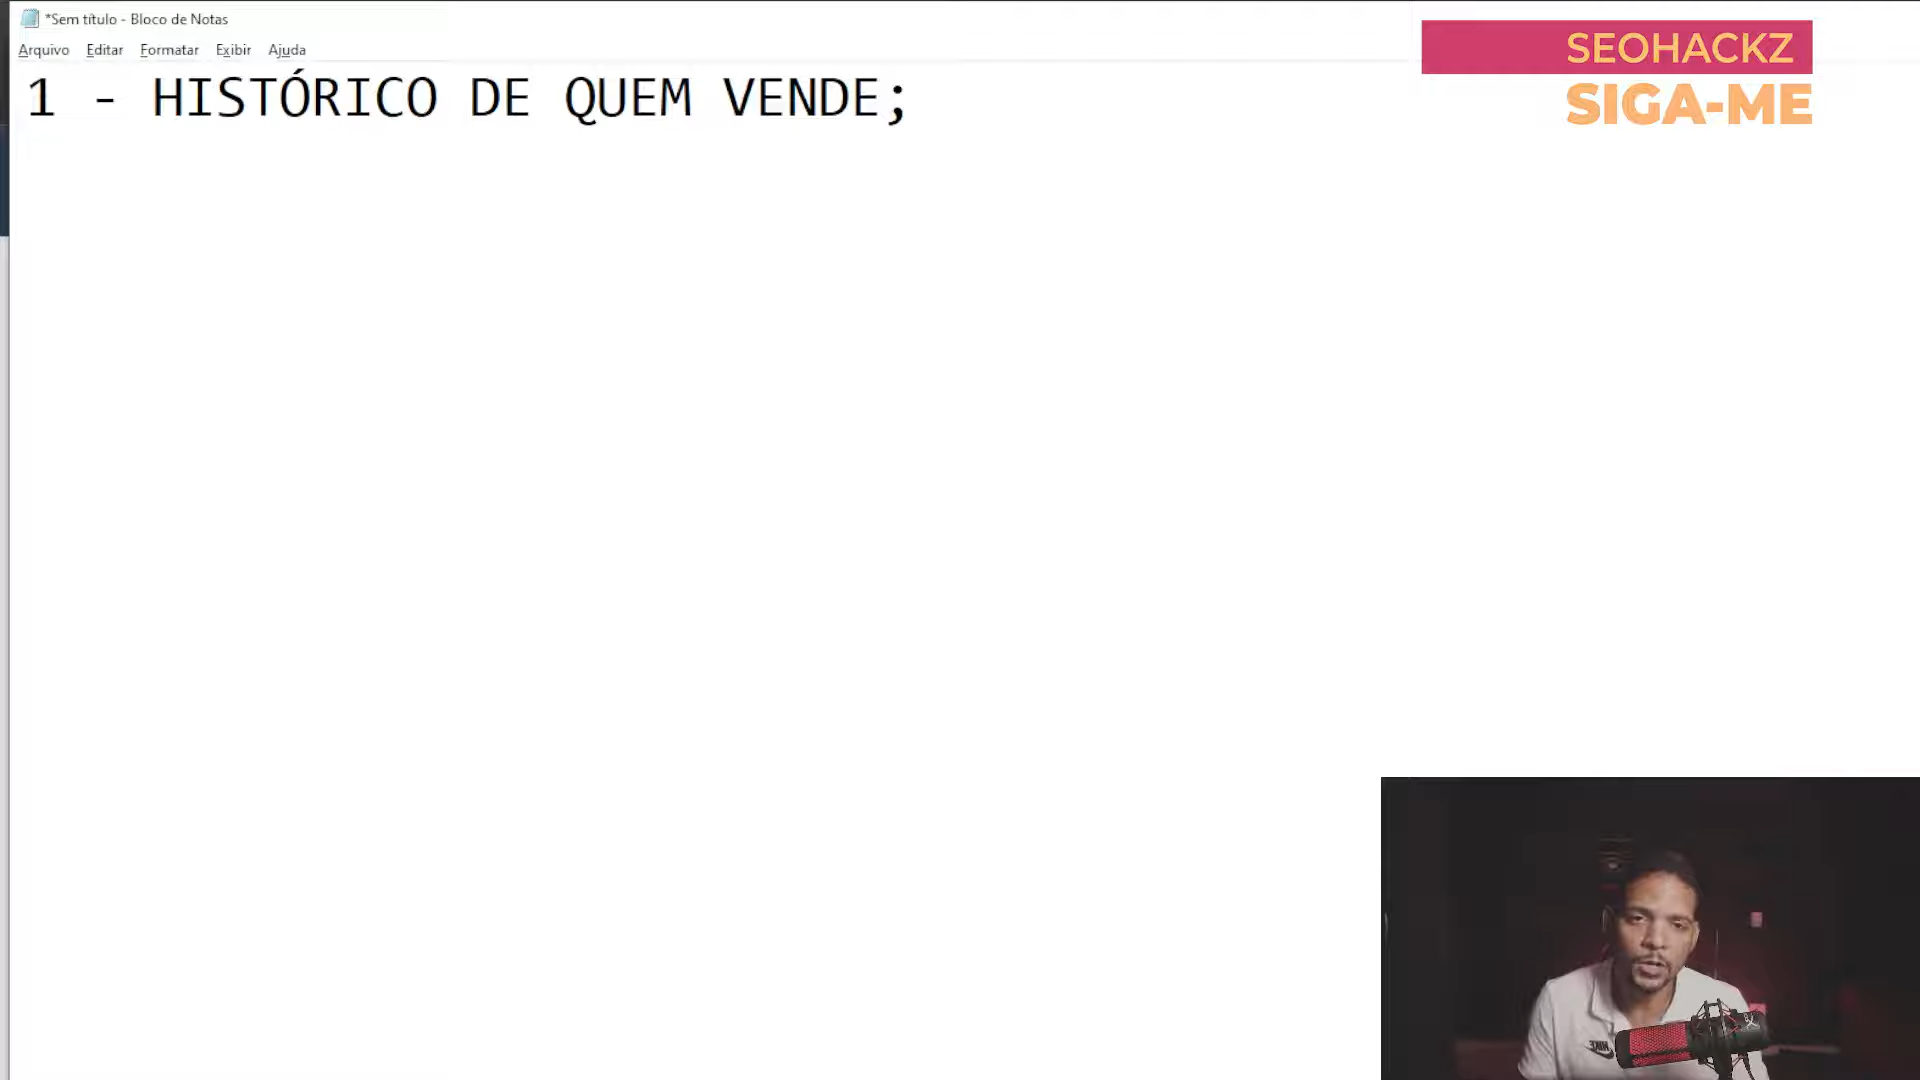 *Sem título - Bloco de Notas
Arquivo Editar Formatar Exibir Ajuda
1 - HISTÓRICO DE QUEM VENDE;
SEOHACKZ
SIGA-ME